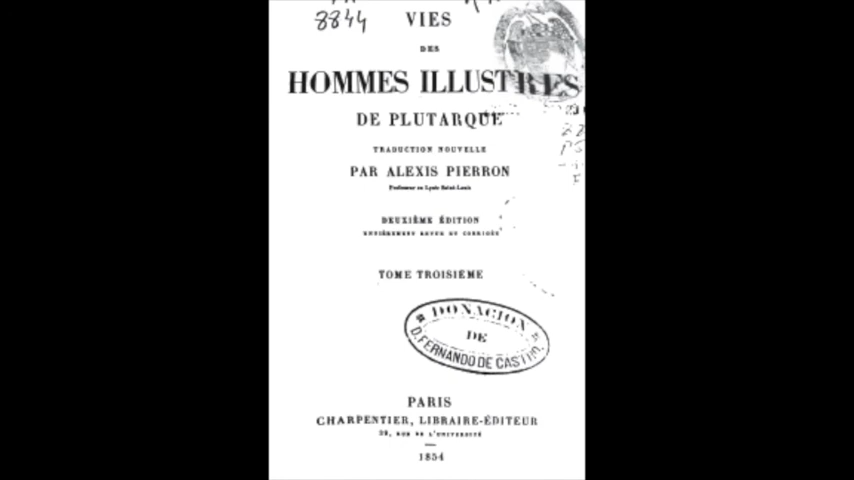 8844
VIES
DES
HOMMES ILLUSTRES
DE PLUTARQUE
TRADUCTION NOUVELLE
PAR ALEXIS PIERRON
Professeur au Lycée Saint-Louis
DEUXIÈME ÉDITION
ENTIÈREMENT REVUE ET CORRIGÉE
TOME TROISIÈME
DONACION
DE
D. FERNANDO DE CASTRO.
PARIS
CHARPENTIER, LIBRAIRE-ÉDITEUR
39, RUE DE L'UNIVERSITÉ
1854